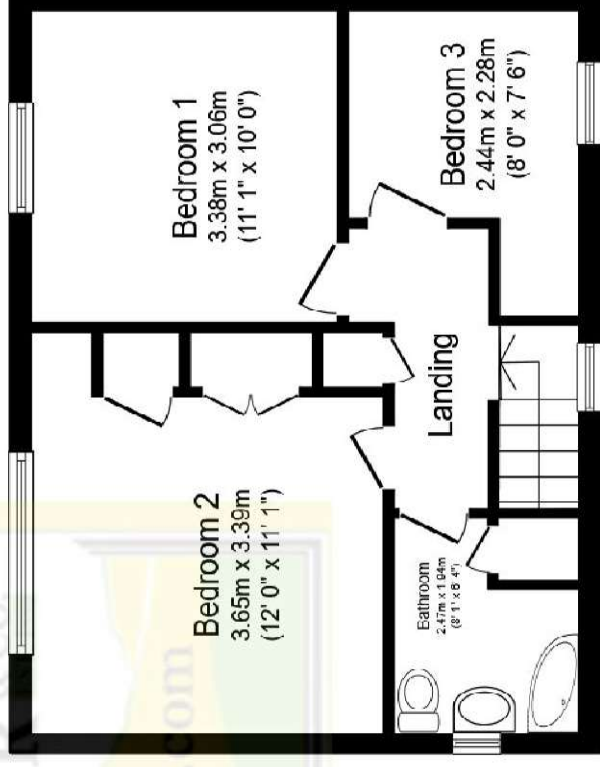 Bedroom 1
3.38m x 3.06m
(11' 1" x 10' 0")
Bedroom 3
2.44m x 2.28m
(8' 0" x 7' 6")
Landing
Bedroom 2
3.65m x 3.39m
(12' 0" x 11' 1")
Bathroom
2.47m x 1.94m
(8' 1" x 6' 4")
.com